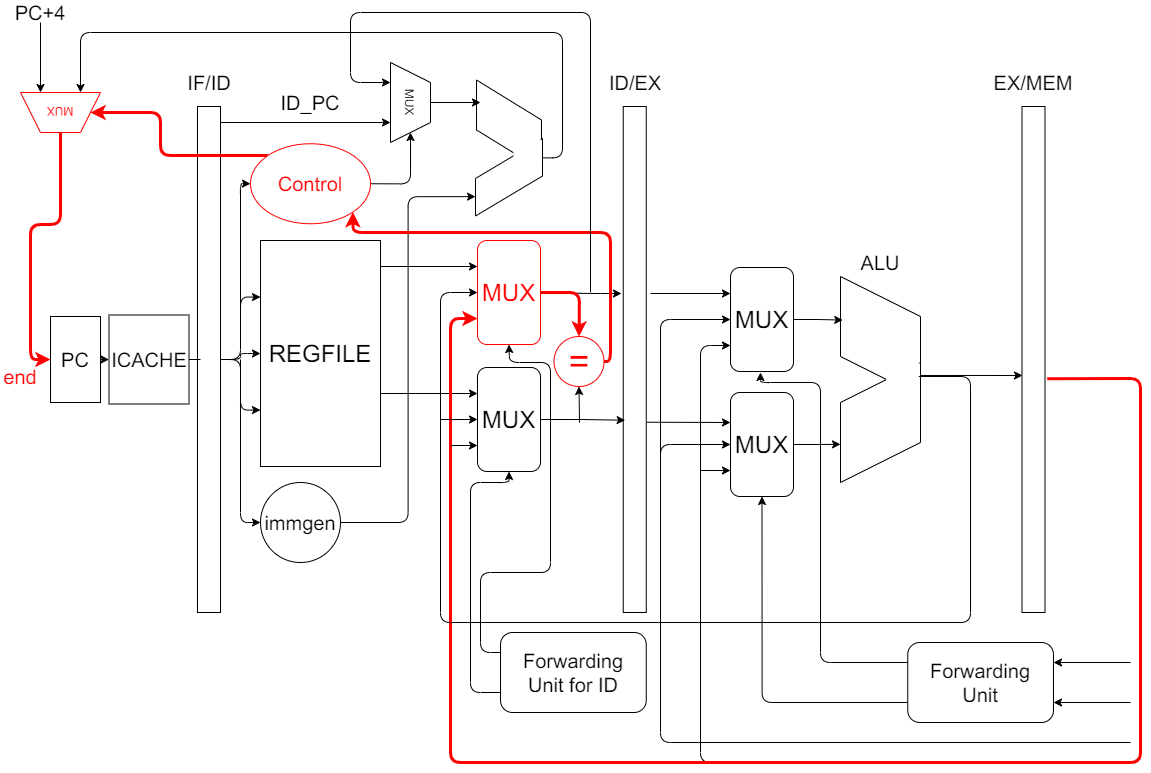 PC+4
IF/ID
ID/EX
EX/MEM
MUX
ID_PC
MUX
Control
ALU
MUX
MUX
REGFILE
PC
ICACHE
=
end
MUX
MUX
immgen
Forwarding
Unit for ID
Forwarding
Unit